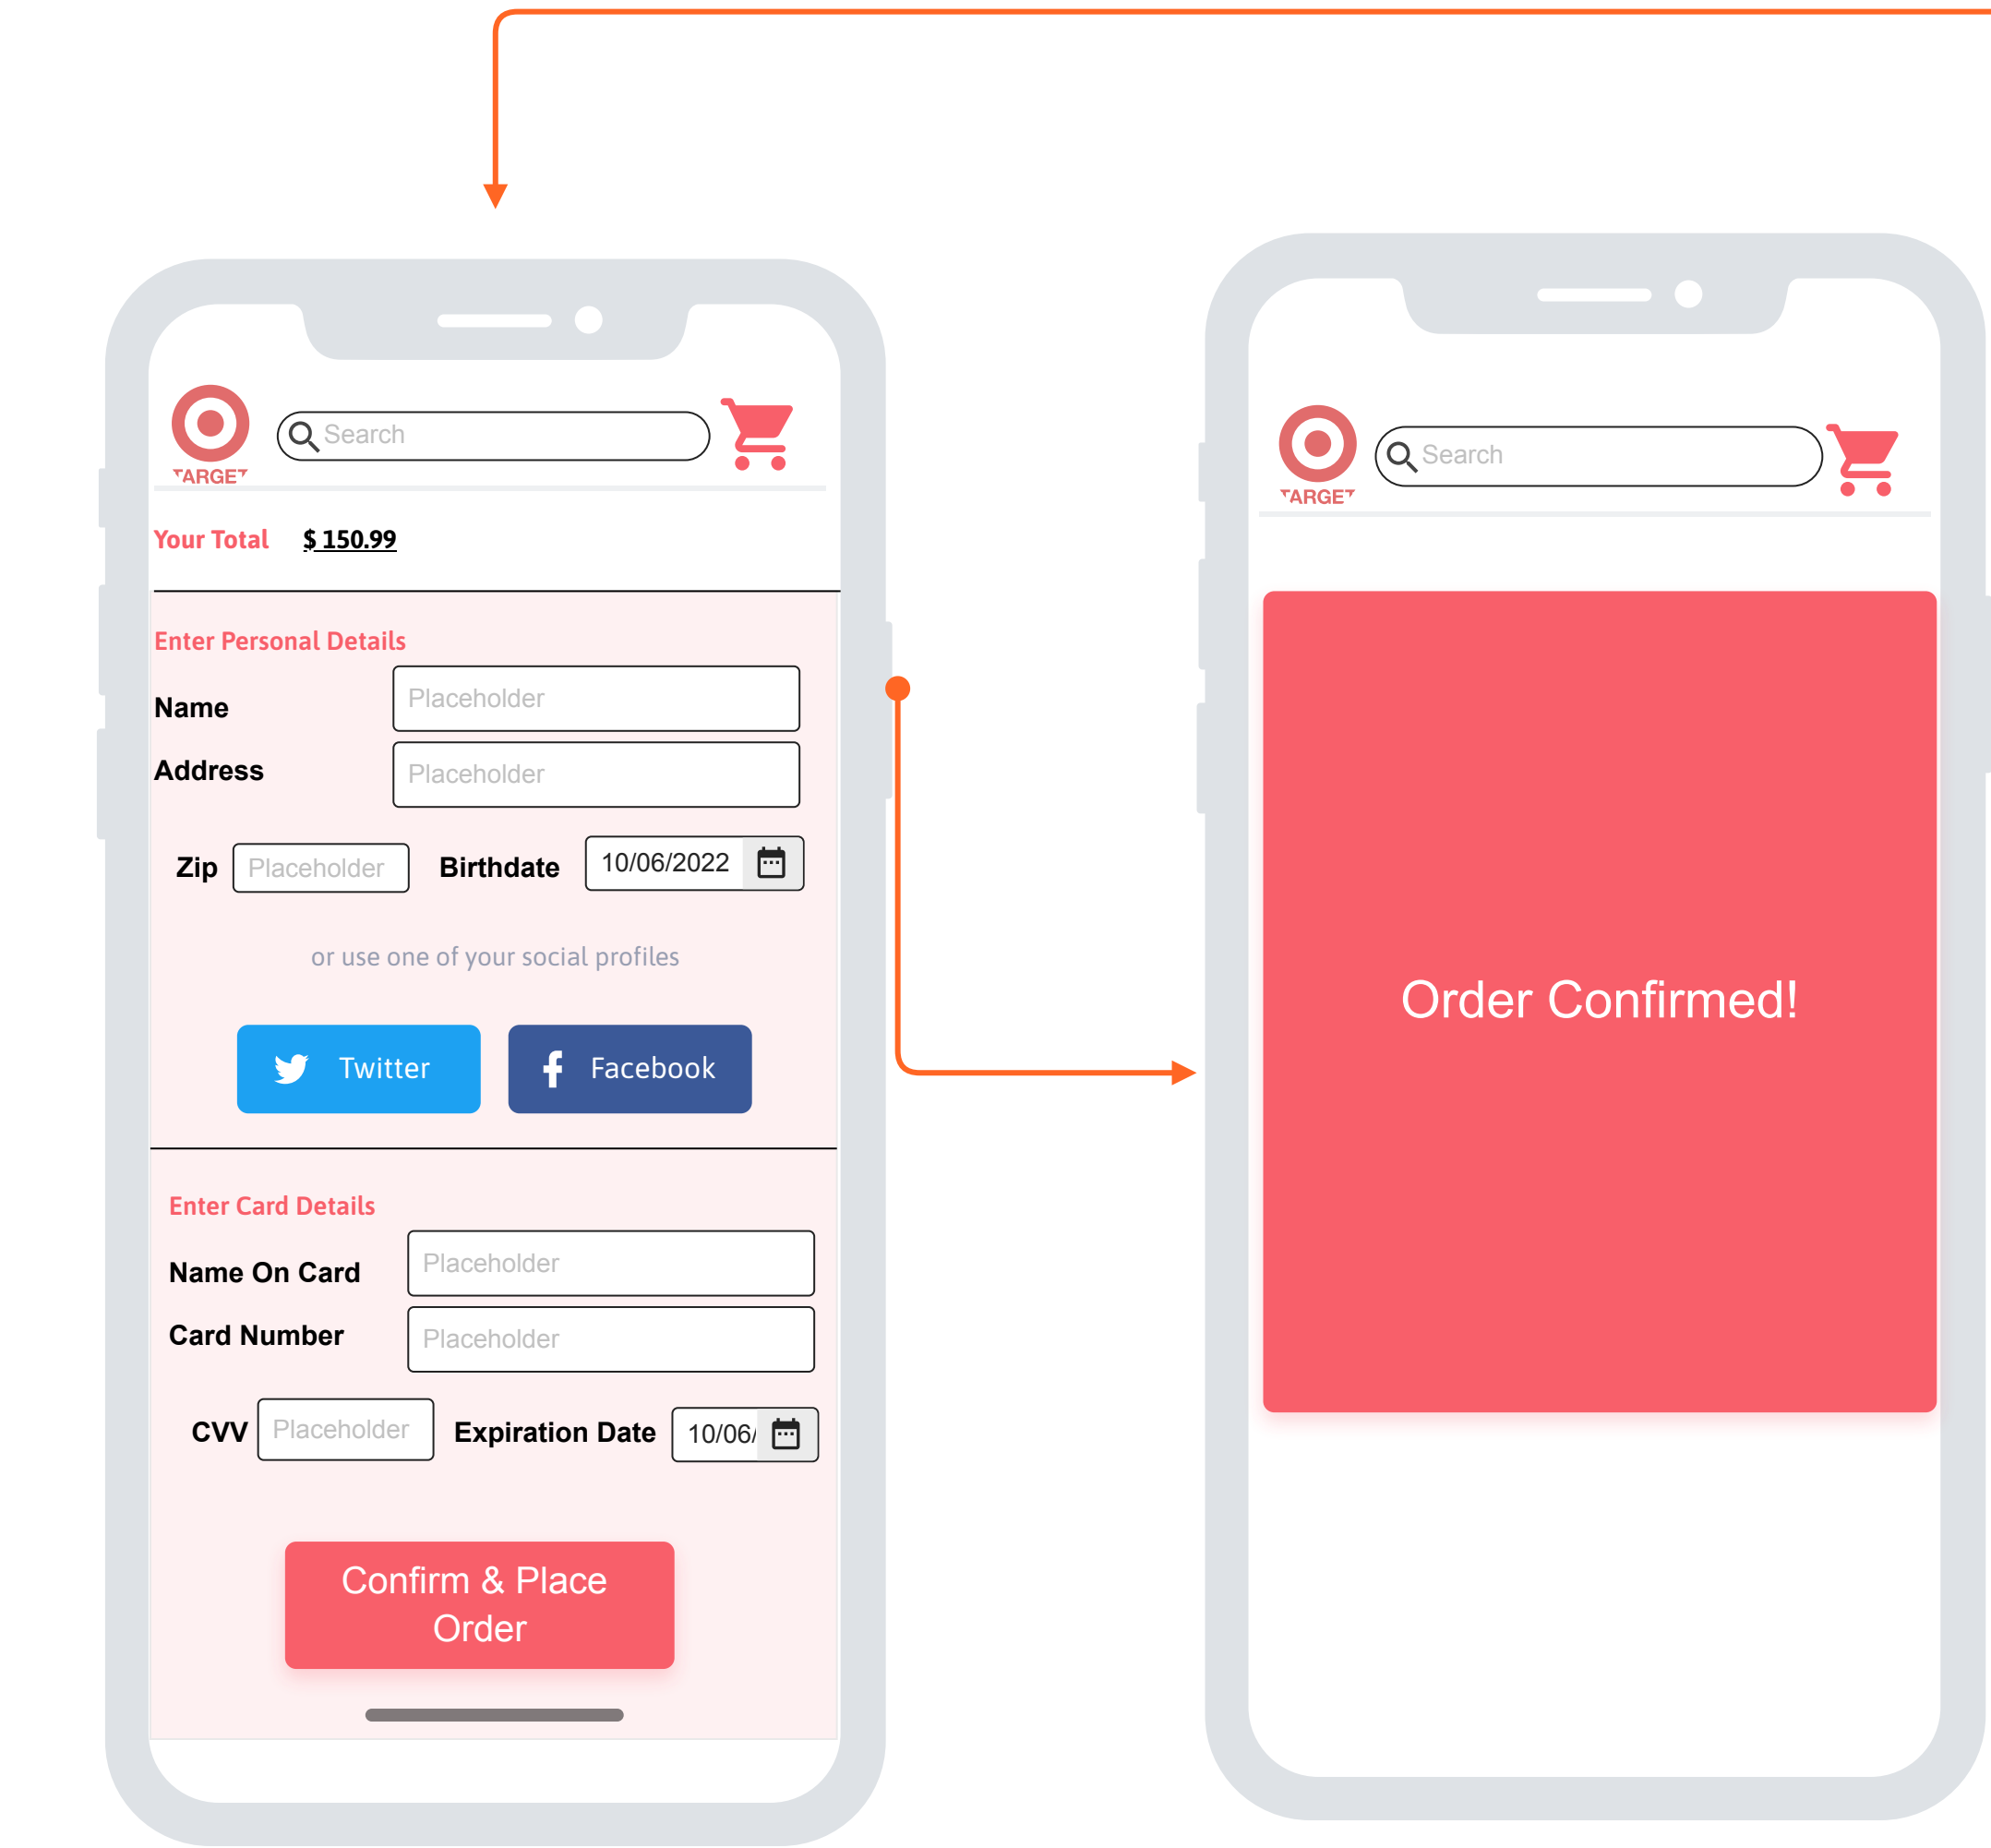 TARGET
Search
Your Total $ 150.99
Enter Personal Details
Name Placeholder
Address Placeholder
Zip Placeholder Birthdate 10/06/2022
or use one of your social profiles
Twitter Facebook
Enter Card Details
Name On Card Placeholder
Card Number Placeholder
CVV Placeholder Expiration Date 10/06/
Confirm & Place
Order
TARGET
Search
Order Confirmed!